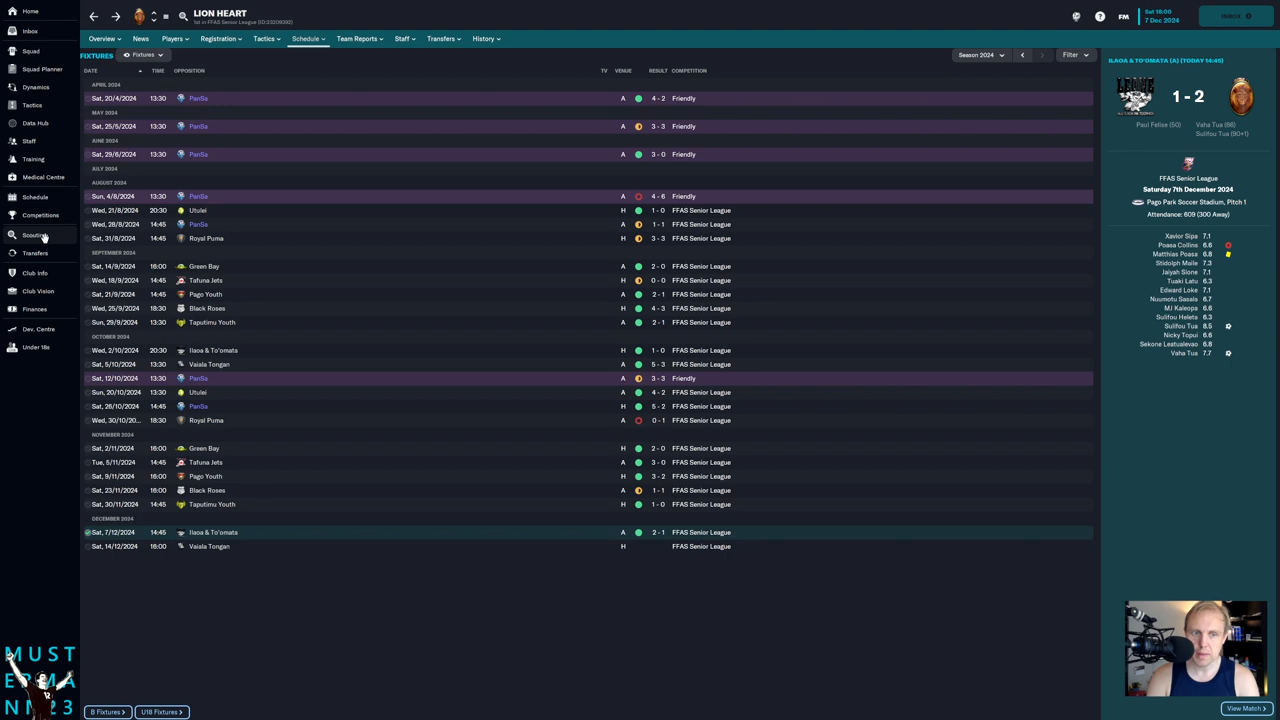 Home
Inbox
Squad
Squad Planner
Dynamics
Tactics
Data Hub
Staff
Training
Medical Centre
Schedule
Competitions
Scouting
Transfers
Club Info
Club Vision
Finances
Dev. Centre
Under 18s
MUST
ERMA
NN23
LION HEART
1st in FFAS Senior League (ID:23209392)
FM
Sat 18:00
7 Dec 2024
INBOX
Overview News Players Registration Tactics Schedule Team Reports Staff Transfers History
FIXTURES Fixtures Season 2024 Filter
DATE TIME OPPOSITION TV VENUE RESULT COMPETITION
APRIL 2024
Sat, 20/4/2024 13:30 PanSa A 4 - 2 Friendly
MAY 2024
Sat, 25/5/2024 13:30 PanSa A 3 - 3 Friendly
JUNE 2024
Sat, 29/6/2024 13:30 PanSa A 3 - 0 Friendly
JULY 2024
AUGUST 2024
Sun, 4/8/2024 13:30 PanSa A 4 - 6 Friendly
Wed, 21/8/2024 20:30 Utulei H 1 - 0 FFAS Senior League
Wed, 28/8/2024 14:45 PanSa A 1 - 1 FFAS Senior League
Sat, 31/8/2024 14:45 Royal Puma H 3 - 3 FFAS Senior League
SEPTEMBER 2024
Sat, 14/9/2024 16:00 Green Bay A 2 - 0 FFAS Senior League
Wed, 18/9/2024 14:45 Tafuna Jets H 0 - 0 FFAS Senior League
Sat, 21/9/2024 14:45 Pago Youth A 2 - 1 FFAS Senior League
Wed, 25/9/2024 18:30 Black Roses H 4 - 3 FFAS Senior League
Sun, 29/9/2024 13:30 Taputimu Youth A 2 - 1 FFAS Senior League
OCTOBER 2024
Wed, 2/10/2024 20:30 Ilaoa & To'omata H 1 - 0 FFAS Senior League
Sat, 5/10/2024 13:30 Vaiala Tongan A 5 - 3 FFAS Senior League
Sat, 12/10/2024 13:30 PanSa A 3 - 3 Friendly
Sun, 20/10/2024 13:30 Utulei A 4 - 2 FFAS Senior League
Sat, 26/10/2024 14:45 PanSa H 5 - 2 FFAS Senior League
Wed, 30/10/20... 18:30 Royal Puma A 0 - 1 FFAS Senior League
NOVEMBER 2024
Sat, 2/11/2024 16:00 Green Bay H 2 - 0 FFAS Senior League
Tue, 5/11/2024 14:45 Tafuna Jets A 3 - 0 FFAS Senior League
Sat, 9/11/2024 16:00 Pago Youth H 3 - 2 FFAS Senior League
Sat, 23/11/2024 16:00 Black Roses A 1 - 1 FFAS Senior League
Sat, 30/11/2024 14:45 Taputimu Youth H 1 - 0 FFAS Senior League
DECEMBER 2024
Sat, 7/12/2024 14:45 Ilaoa & To'omata A 2 - 1 FFAS Senior League
Sat, 14/12/2024 16:00 Vaiala Tongan H FFAS Senior League
B Fixtures > U18 Fixtures >
ILAOA & TO'OMATA (A) (TODAY 14:45)
1 - 2
Paul Felise (50) Vaha Tua (86)
Sulifou Tua (90+1)
FFAS Senior League
Saturday 7th December 2024
Pago Park Soccer Stadium, Pitch 1
Attendance: 609 (300 Away)
Xavior Sipa 7.1
Poasa Collins 6.6
Matthias Poasa 6.8
Stidolph Maile 7.3
Jaiyah Sione 7.1
Tuaki Latu 6.3
Edward Loke 7.1
Nuumotu Sasais 6.7
MJ Kaleopa 6.6
Sulifou Heleta 6.3
Sulifou Tua 8.5
Nicky Topui 6.6
Sekone Leatualevao 6.8
Vaha Tua 7.7
View Match >